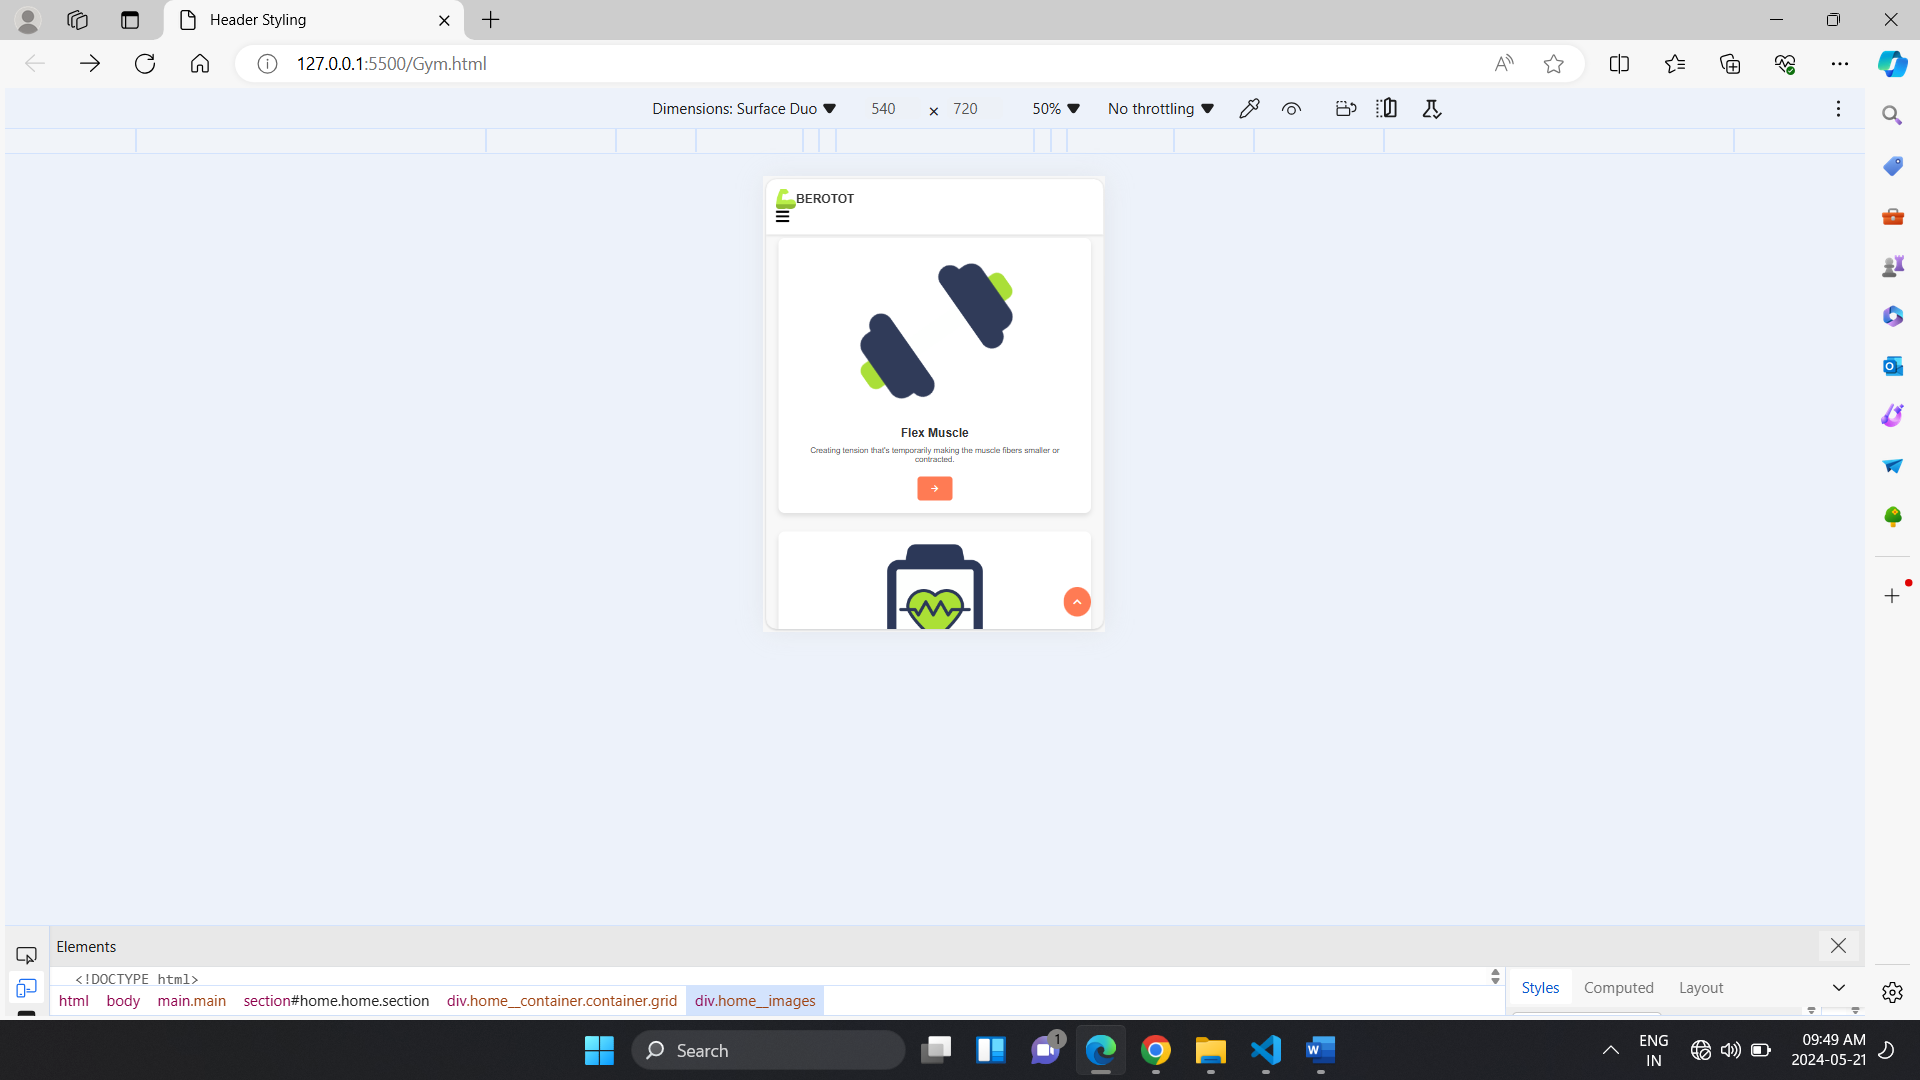 Header Styling
127.0.0.1:5500/Gym.html
Dimensions: Surface Duo 540 × 720 50% No throttling
BEROTOT
Flex Muscle
Creating tension that's temporarily making the muscle fibers smaller or
contracted.
Elements
<!DOCTYPE html>
html body main.main section#home.home.section div.home__container.container.grid div.home__images
Styles Computed Layout
Search
1
ENG
IN
09:49 AM
2024-05-21